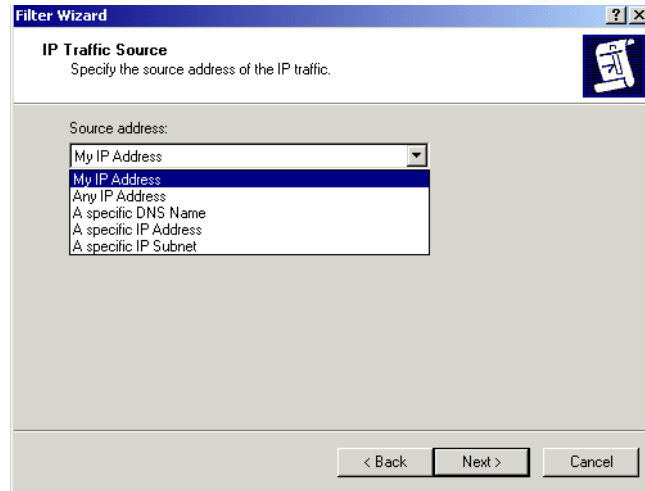 Filter Wizard
IP Traffic Source
Specify the source address of the IP traffic.
Source address:
My IP Address
My IP Address
Any IP Address
A specific DNS Name
A specific IP Address
A specific IP Subnet
< Back Next > Cancel